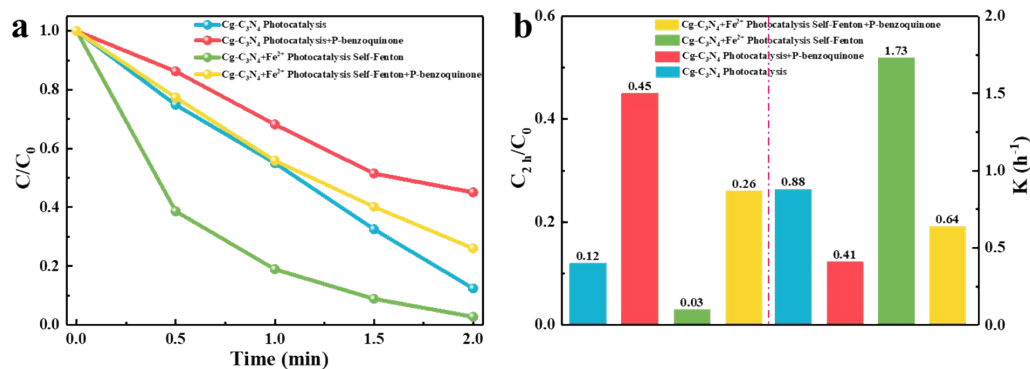 a
Cg-C₃N₄ Photocatalysis
Cg-C₃N₄ Photocatalysis+P-benzoquinone
Cg-C₃N₄+Fe²⁺ Photocatalysis Self-Fenton
Cg-C₃N₄+Fe²⁺ Photocatalysis Self-Fenton+P-benzoquinone
C/C₀
1.0
0.8
0.6
0.4
0.2
0.0
0.0 0.5 1.0 1.5 2.0
Time (min)
b
Cg-C₃N₄+Fe²⁺ Photocatalysis Self-Fenton+P-benzoquinone
Cg-C₃N₄+Fe²⁺ Photocatalysis Self-Fenton
Cg-C₃N₄ Photocatalysis+P-benzoquinone
Cg-C₃N₄ Photocatalysis
C₂ ₕ/C₀
0.6
0.4
0.2
0.0
0.12
0.45
0.03
0.26
0.88
0.41
1.73
0.64
2.0
1.5
1.0
0.5
0.0
K (h⁻¹)